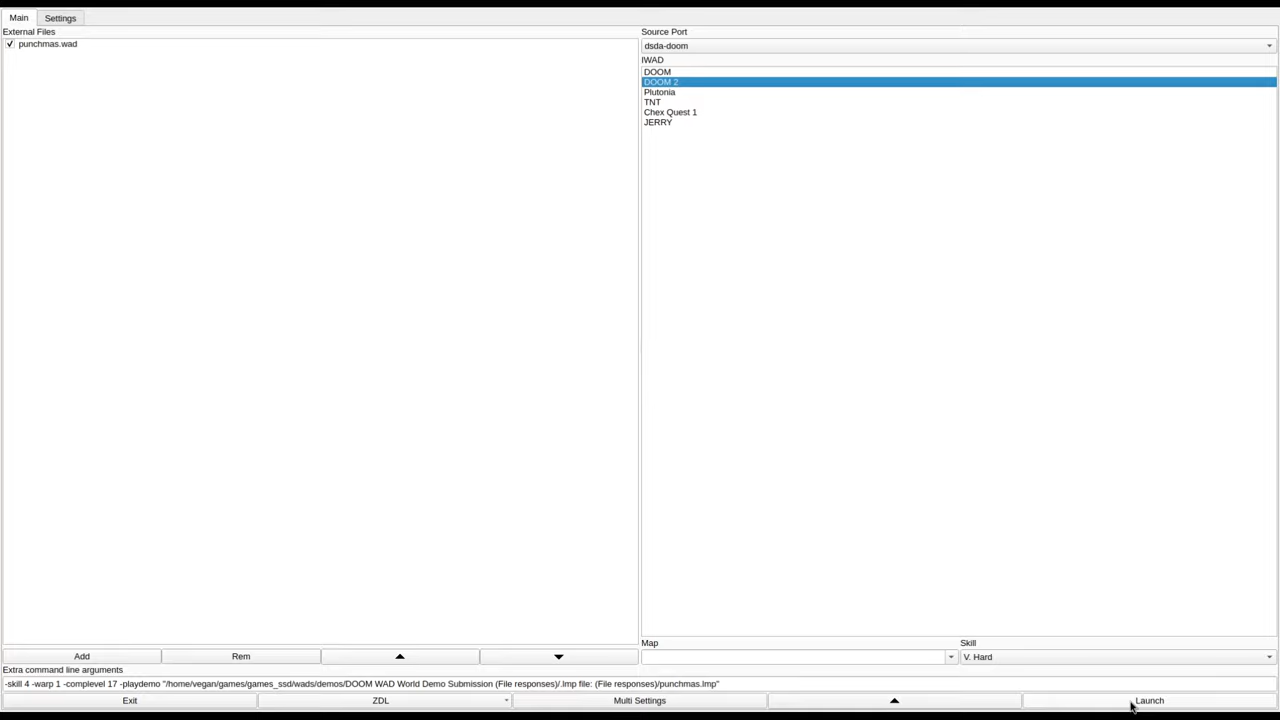 Main Settings
External Files
punchmas.wad
Source Port
dsda-doom
IWAD
DOOM
DOOM 2
Plutonia
TNT
Chex Quest 1
JERRY
Map Skill
V. Hard
Add Rem
Extra command line arguments
-skill 4 -warp 1 -complevel 17 -playdemo "/home/vegan/games/games_ssd/wads/demos/DOOM WAD World Demo Submission (File responses)/.lmp file: (File responses)/punchmas.lmp"
Exit ZDL Multi Settings Launch